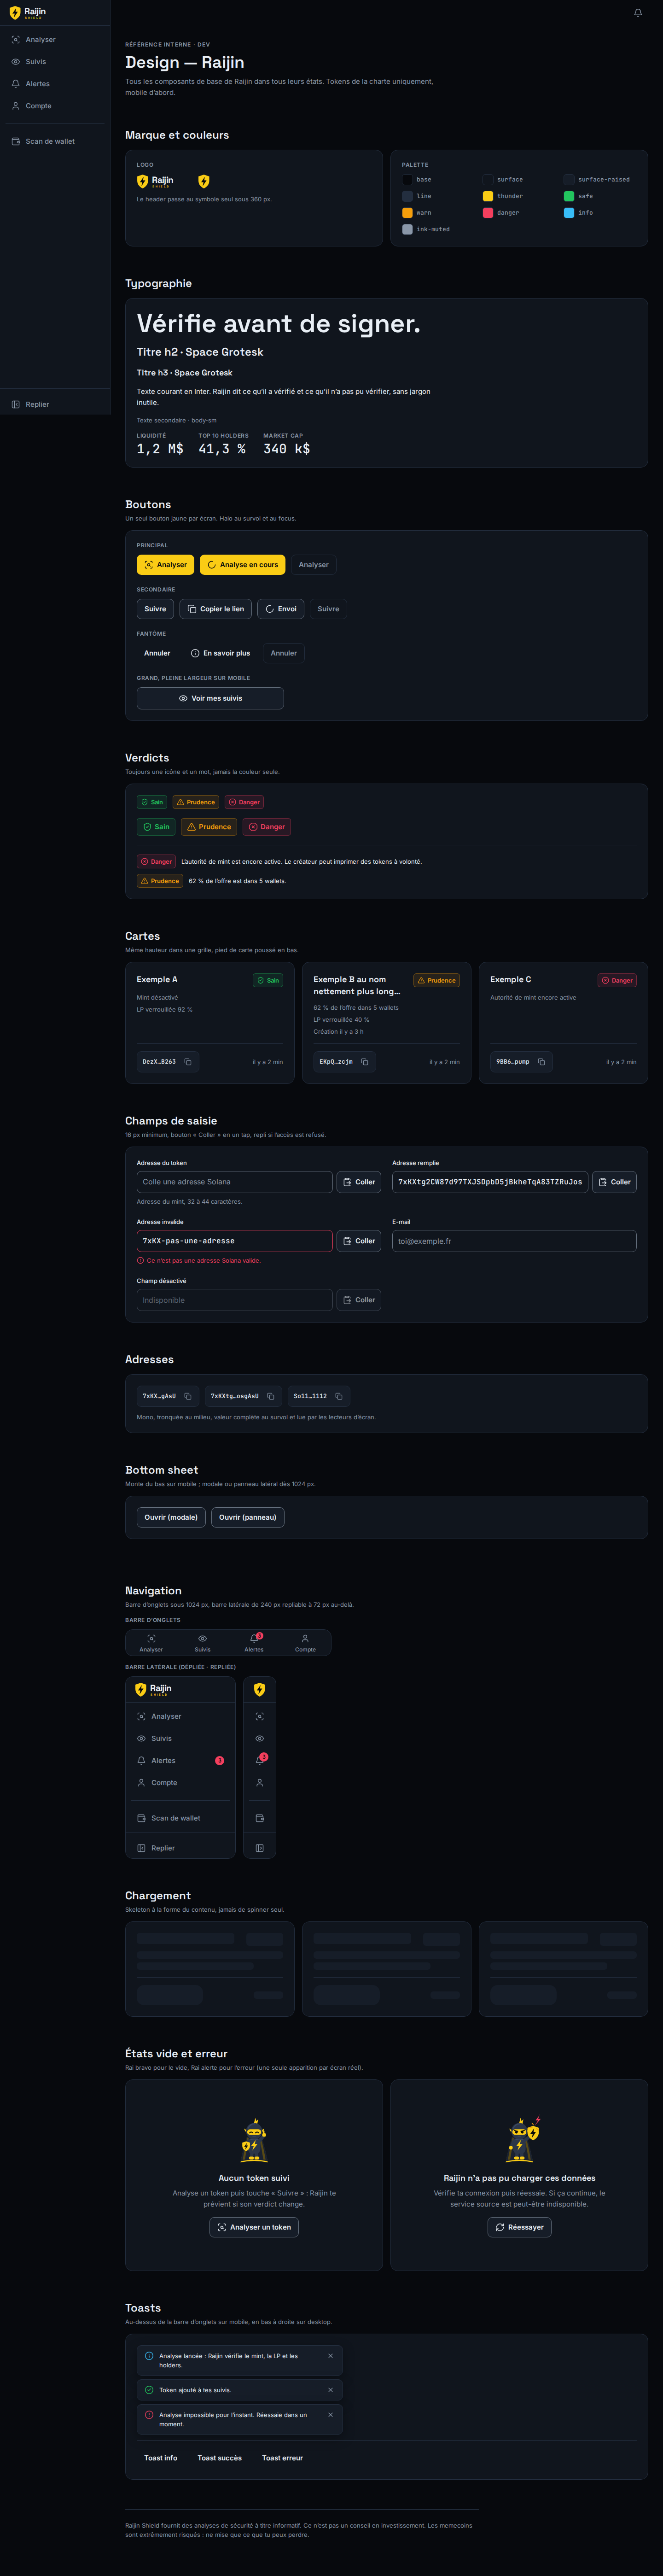 Raijin
SHIELD
Analyser
Suivis
Alertes
Compte
Scan de wallet
Replier
RÉFÉRENCE INTERNE · DEV
Design — Raijin
Tous les composants de base de Raijin dans tous leurs états. Tokens de la charte uniquement,
mobile d'abord.
Marque et couleurs
LOGO
Raijin
SHIELD
Le header passe au symbole seul sous 360 px.
PALETTE
base
surface
surface-raised
line
thunder
safe
warn
danger
info
ink-muted
Typographie
Vérifie avant de signer.
Titre h2 · Space Grotesk
Titre h3 · Space Grotesk
Texte courant en Inter. Raijin dit ce qu'il a vérifié et ce qu'il n'a pas pu vérifier, sans jargon
inutile.
Texte secondaire · body-sm
LIQUIDITÉ
TOP 10 HOLDERS
MARKET CAP
1,2 M$
41,3 %
340 k$
Boutons
Un seul bouton jaune par écran. Halo au survol et au focus.
PRINCIPAL
Analyser
Analyse en cours
Analyser
SECONDAIRE
Suivre
Copier le lien
Envoi
Suivre
FANTÔME
Annuler
En savoir plus
Annuler
GRAND, PLEINE LARGEUR SUR MOBILE
Voir mes suivis
Verdicts
Toujours une icône et un mot, jamais la couleur seule.
Sain
Prudence
Danger
Sain
Prudence
Danger
Danger
L'autorité de mint est encore active. Le créateur peut imprimer des tokens à volonté.
Prudence
62 % de l'offre est dans 5 wallets.
Cartes
Même hauteur dans une grille, pied de carte poussé en bas.
Exemple A
Sain
Mint désactivé
LP verrouillée 92 %
DezX…B263
il y a 2 min
Exemple B au nom
nettement plus long…
Prudence
62 % de l'offre dans 5 wallets
LP verrouillée 40 %
Création il y a 3 h
EKpQ…zcjm
il y a 2 min
Exemple C
Danger
Autorité de mint encore active
9BB6…pump
il y a 2 min
Champs de saisie
16 px minimum, bouton « Coller » en un tap, repli si l'accès est refusé.
Adresse du token
Colle une adresse Solana
Coller
Adresse du mint, 32 à 44 caractères.
Adresse remplie
7xKXtg2CW87d97TXJSDpbD5jBkheTqA83TZRuJos
Coller
Adresse invalide
7xKX-pas-une-adresse
Coller
Ce n'est pas une adresse Solana valide.
E-mail
toi@exemple.fr
Champ désactivé
Indisponible
Coller
Adresses
7xKX…gAsU
7xKXtg…osgAsU
So11…1112
Mono, tronquée au milieu, valeur complète au survol et lue par les lecteurs d'écran.
Bottom sheet
Monte du bas sur mobile ; modale ou panneau latéral dès 1024 px.
Ouvrir (modale)
Ouvrir (panneau)
Navigation
Barre d'onglets sous 1024 px, barre latérale de 240 px repliable à 72 px au-delà.
BARRE D'ONGLETS
Analyser
Suivis
Alertes
Compte
BARRE LATÉRALE (DÉPLIÉE · REPLIÉE)
Raijin
SHIELD
Analyser
Suivis
Alertes
3
3
Compte
Scan de wallet
Replier
Chargement
Skeleton à la forme du contenu, jamais de spinner seul.
États vide et erreur
Rai bravo pour le vide, Rai alerte pour l'erreur (une seule apparition par écran réel).
Aucun token suivi
Analyse un token puis touche « Suivre » : Raijin te
prévient si son verdict change.
Analyser un token
Raijin n'a pas pu charger ces données
Vérifie ta connexion puis réessaie. Si ça continue, le
service source est peut-être indisponible.
Réessayer
Toasts
Au-dessus de la barre d'onglets sur mobile, en bas à droite sur desktop.
Analyse lancée : Raijin vérifie le mint, la LP et les
holders.
Token ajouté à tes suivis.
Analyse impossible pour l'instant. Réessaie dans un
moment.
Toast info
Toast succès
Toast erreur
Raijin Shield fournit des analyses de sécurité à titre informatif. Ce n'est pas un conseil en investissement. Les memecoins
sont extrêmement risqués : ne mise que ce que tu peux perdre.